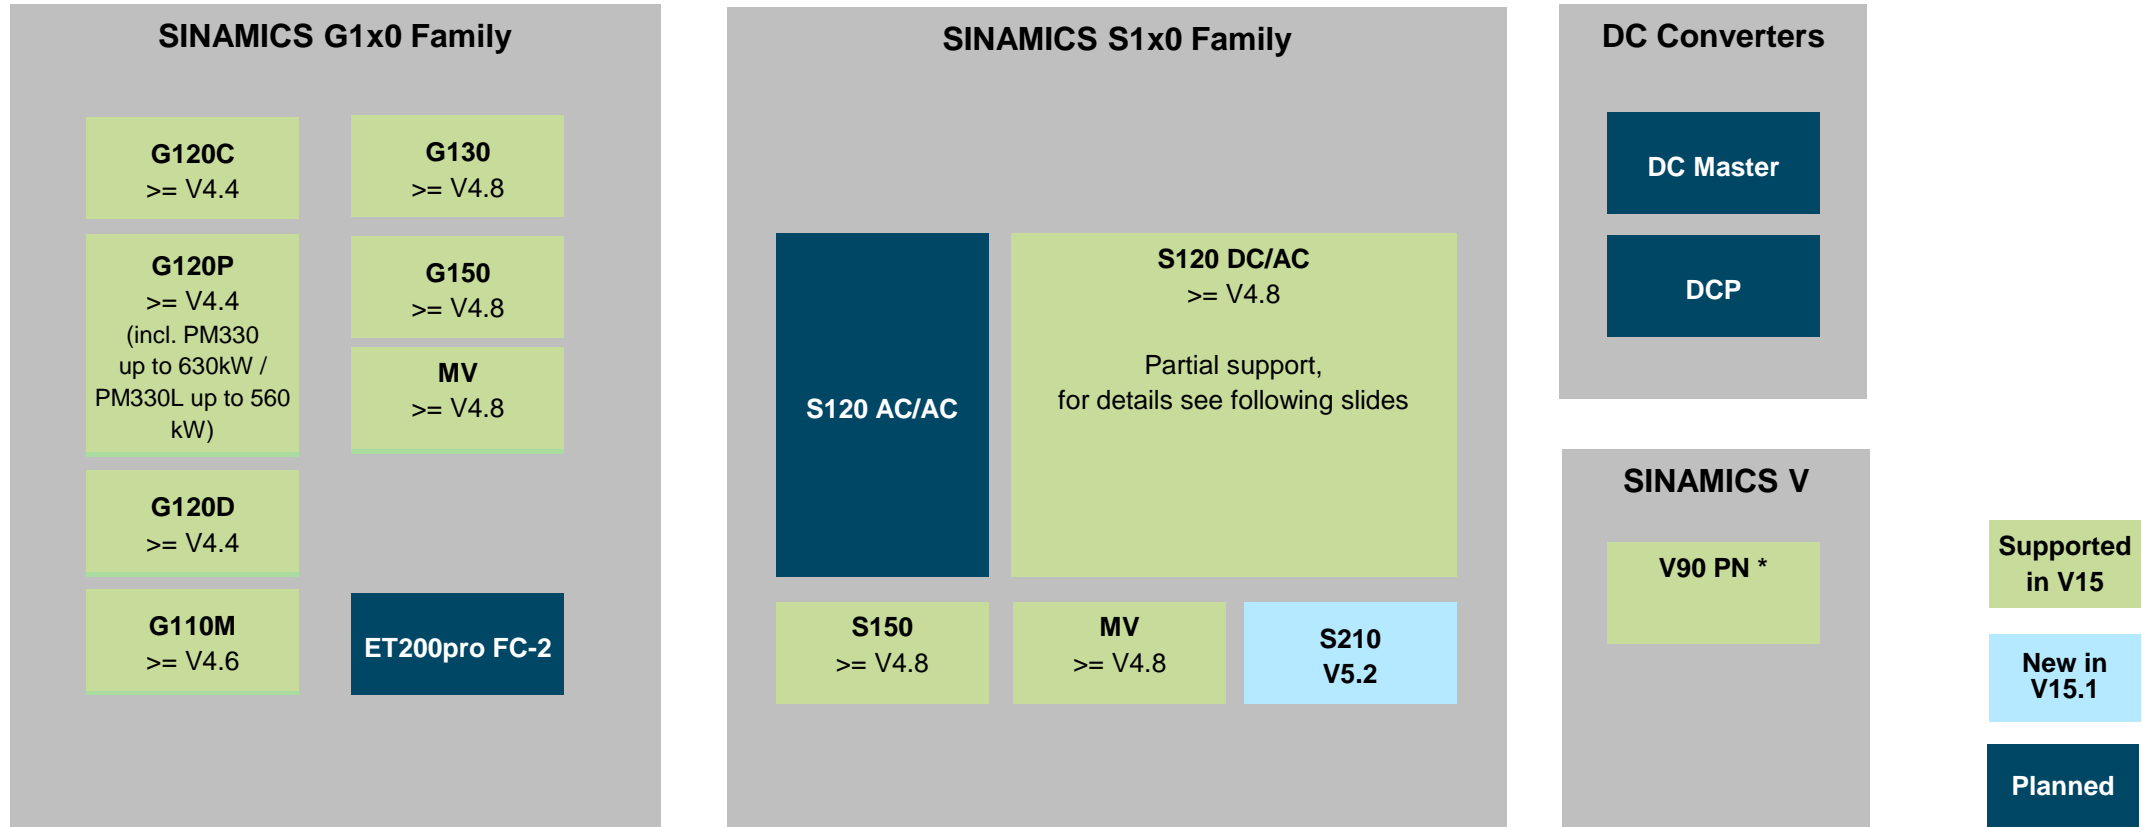 SINAMICS G1x0 Family
G120C
>= V4.4
G130
>= V4.8
G120P
>= V4.4
(incl. PM330
up to 630kW /
PM330L up to 560
kW)
G150
>= V4.8
MV
>= V4.8
G120D
>= V4.4
G110M
>= V4.6
ET200pro FC-2
SINAMICS S1x0 Family
S120 AC/AC
S120 DC/AC
>= V4.8
Partial support,
for details see following slides
S150
>= V4.8
MV
>= V4.8
S210
V5.2
DC Converters
DC Master
DCP
SINAMICS V
V90 PN *
Supported
in V15
New in
V15.1
Planned